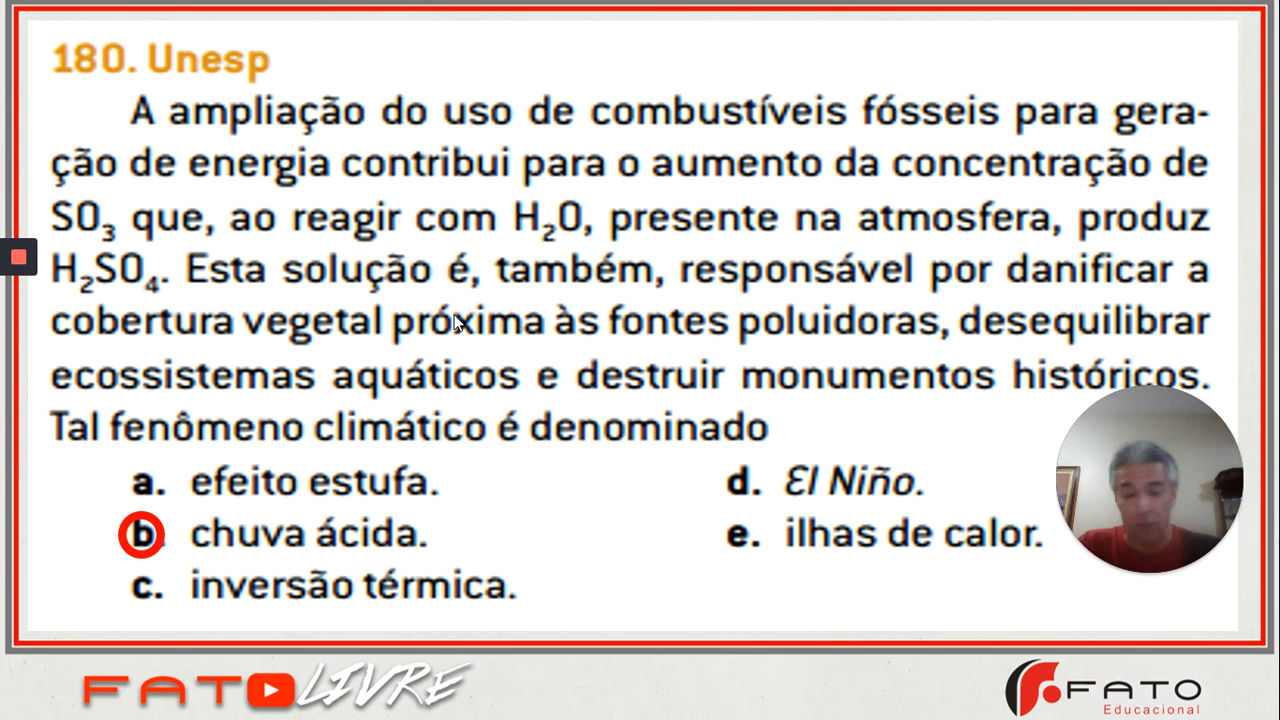 180. Unesp
A ampliação do uso de combustíveis fósseis para gera-
ção de energia contribui para o aumento da concentração de
SO₃ que, ao reagir com H₂O, presente na atmosfera, produz
H₂SO₄. Esta solução é, também, responsável por danificar a
cobertura vegetal próxima às fontes poluidoras, desequilibrar
ecossistemas aquáticos e destruir monumentos históricos.
Tal fenômeno climático é denominado
a. efeito estufa.
b. chuva ácida.
c. inversão térmica.
d. El Niño.
e. ilhas de calor.
FATO LIVRE
FATO
Educacional